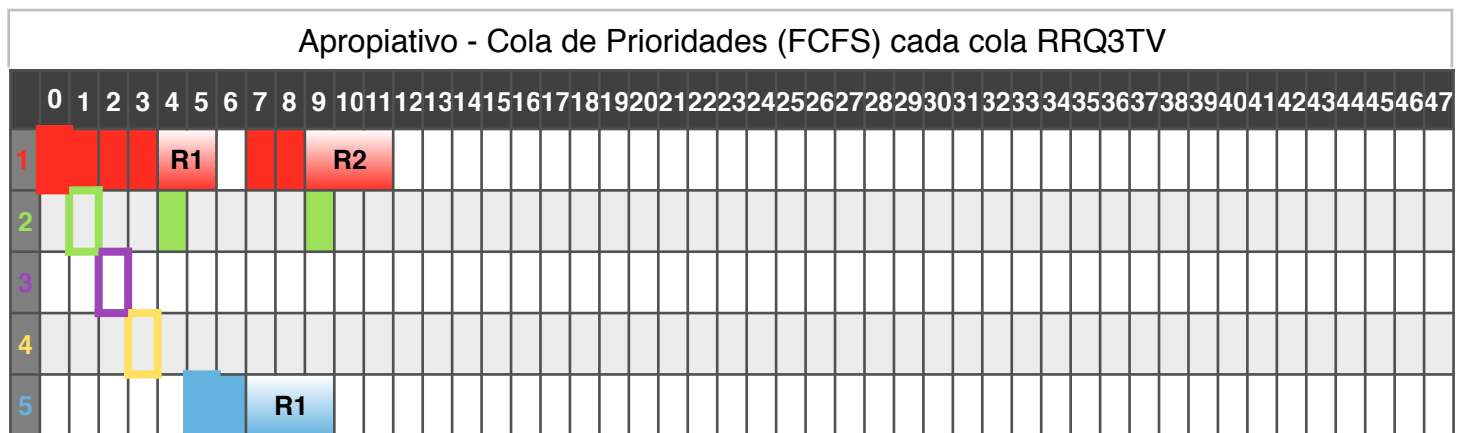 Apropiativo - Cola de Prioridades (FCFS) cada cola RRQ3TV
0 1 2 3 4 5 6 7 8 9 10 11 12 13 14 15 16 17 18 19 20 21 22 23 24 25 26 27 28 29 30 31 32 33 34 35 36 37 38 39 40 41 42 43 44 45 46 47
1 R1 R2
2
3
4
5 R1